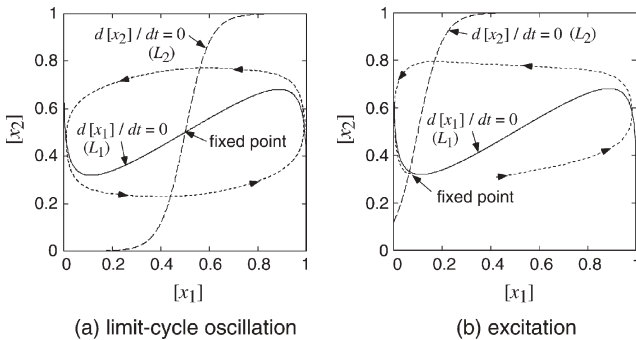 d[x₂]/dt=0
(L₂)
d[x₁]/dt=0
(L₁)
fixed point
[x₂]
1
0.8
0.6
0.4
0.2
0
0 0.2 0.4 0.6 0.8 1
[x₁]
(a) limit-cycle oscillation
d[x₂]/dt=0 (L₂)
d[x₁]/dt=0
(L₁)
fixed point
[x₂]
1
0.8
0.6
0.4
0.2
0
0 0.2 0.4 0.6 0.8 1
[x₁]
(b) excitation